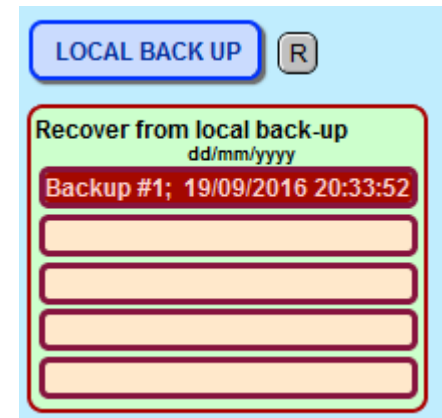 LOCAL BACK UP R
Recover from local back-up
dd/mm/yyyy
Backup #1; 19/09/2016 20:33:52